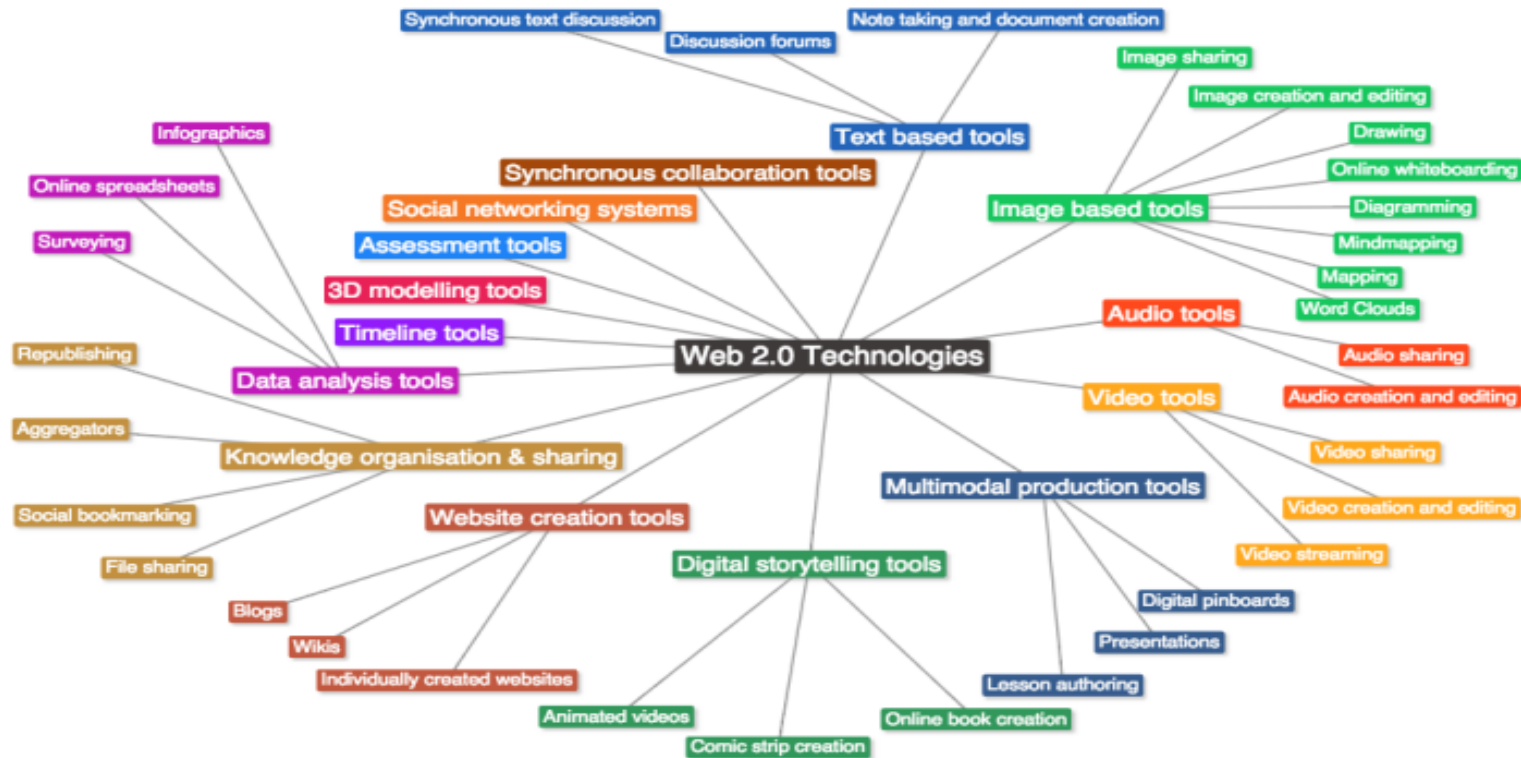 Synchronous text discussion
Note taking and document creation
Discussion forums
Image sharing
Image creation and editing
Infographics
Drawing
Text based tools
Synchronous collaboration tools
Online whiteboarding
Online spreadsheets
Social networking systems
Image based tools
Diagramming
Surveying
Assessment tools
Mindmapping
Mapping
3D modelling tools
Word Clouds
Audio tools
Timeline tools
Republishing
Web 2.0 Technologies
Audio sharing
Data analysis tools
Video tools
Audio creation and editing
Aggregators
Knowledge organisation & sharing
Video sharing
Multimodal production tools
Social bookmarking
Website creation tools
Video creation and editing
File sharing
Digital storytelling tools
Video streaming
Blogs
Digital pinboards
Wikis
Presentations
Individually created websites
Lesson authoring
Animated videos
Online book creation
Comic strip creation